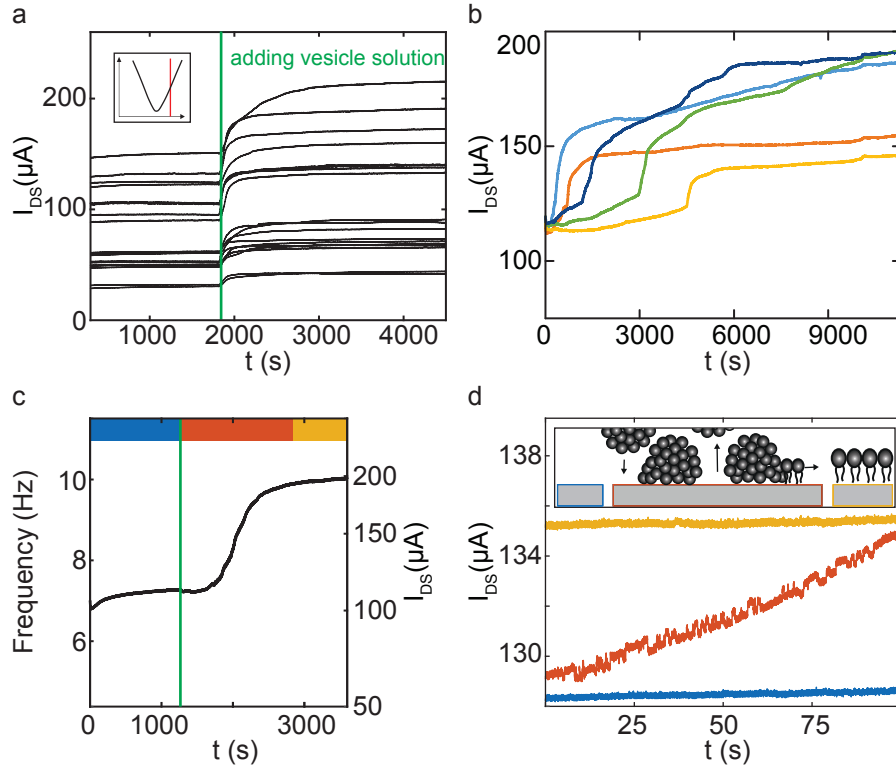 a
adding vesicle solution
200
100
0
I_DS(μA)
1000
2000
3000
4000
t (s)
b
200
150
100
I_DS(μA)
0
3000
6000
9000
t (s)
c
10
8
6
Frequency (Hz)
200
150
100
50
I_DS(μA)
0
1000
3000
t (s)
d
138
135
130
I_DS(μA)
25
50
75
t (s)